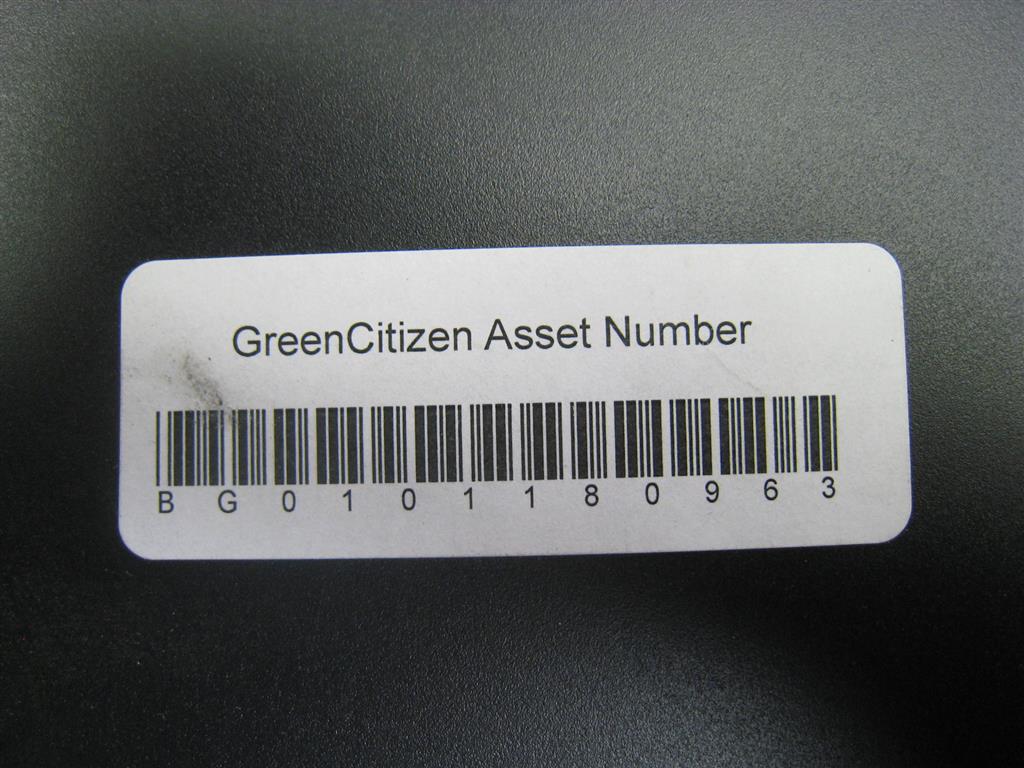 GreenCitizen Asset Number
B G 0 1 0 1 1 8 0 9 6 3